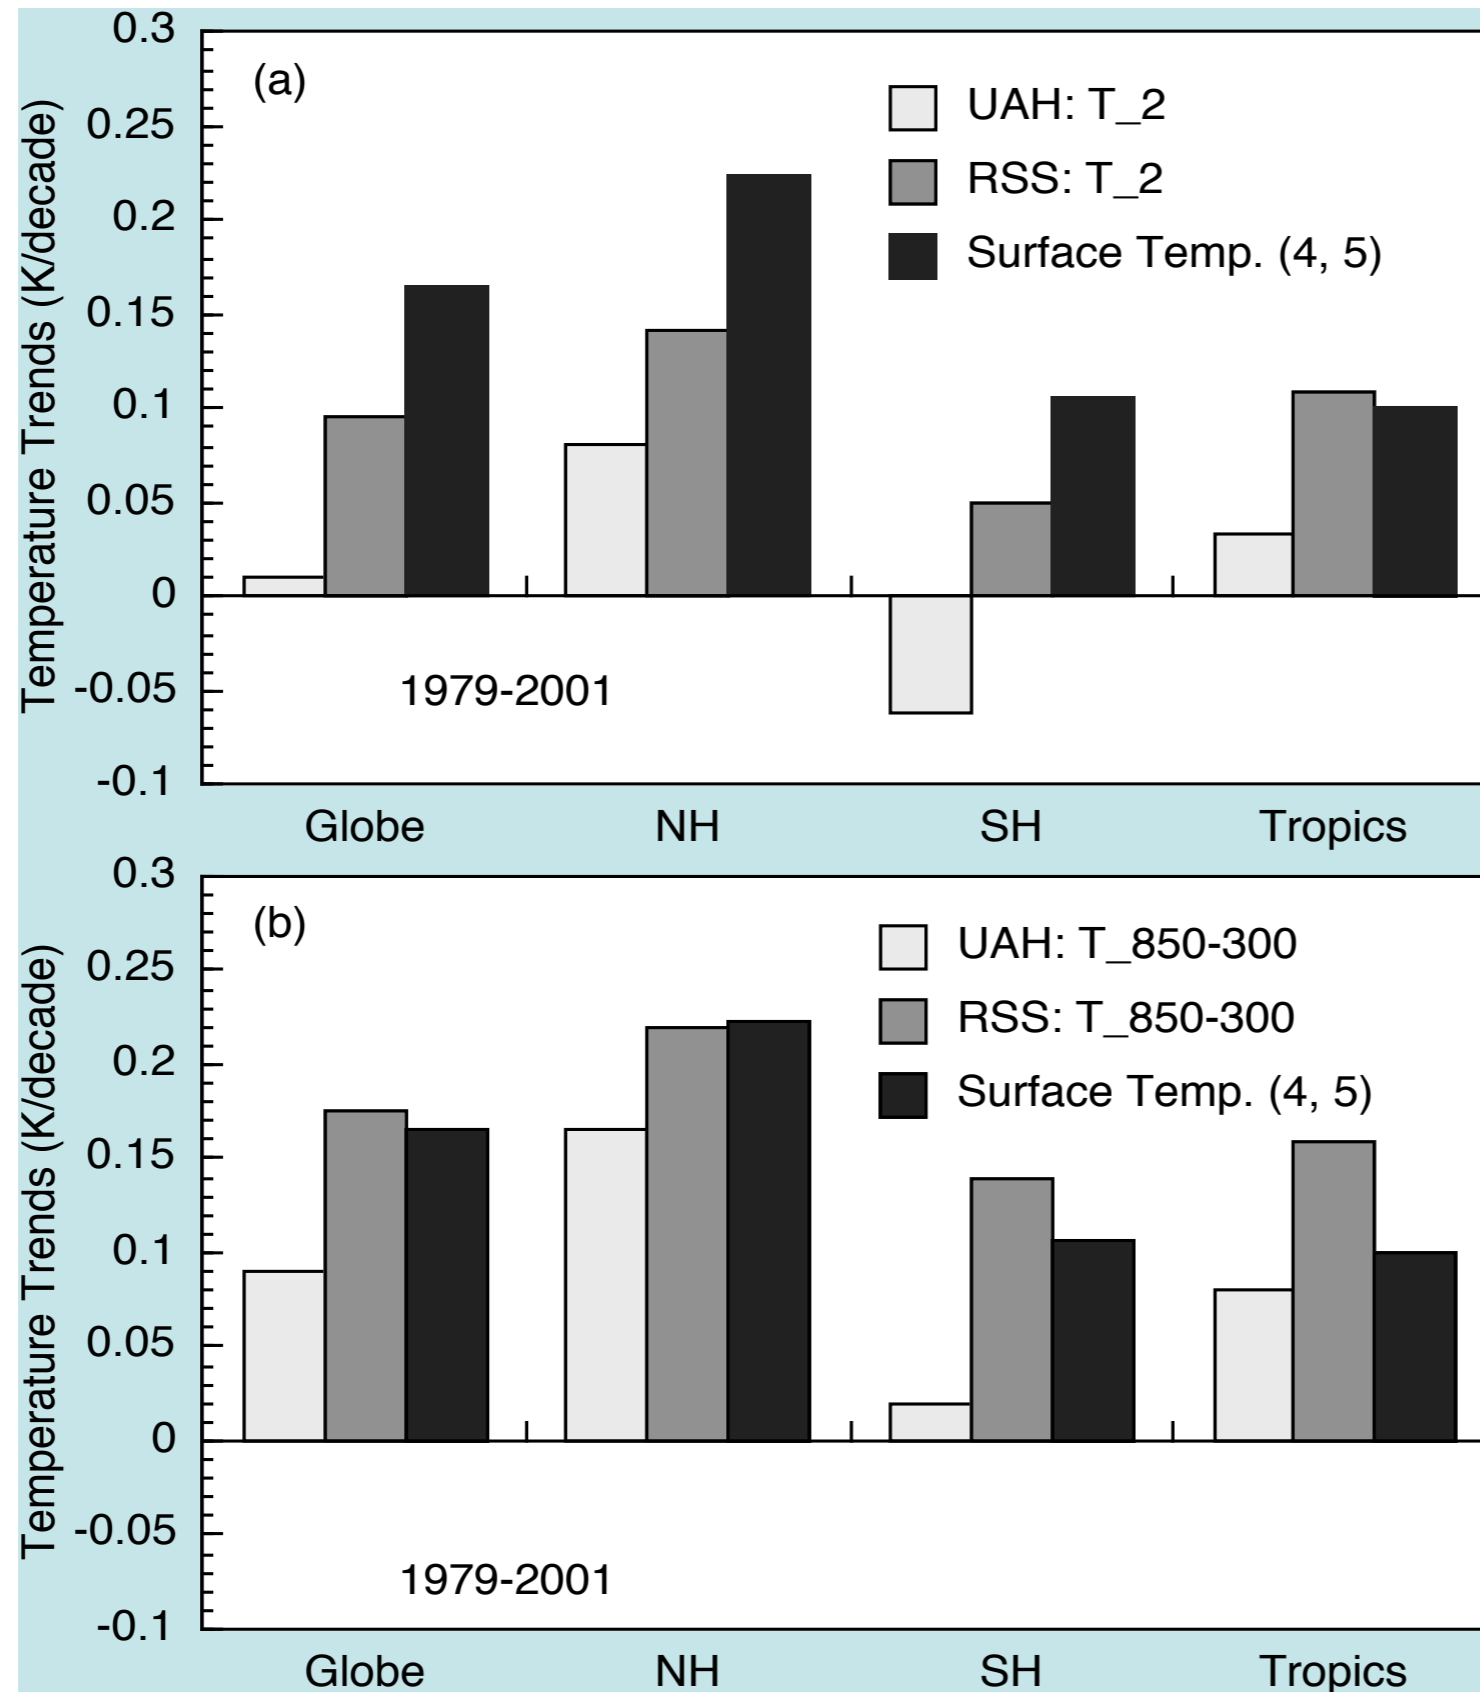 0.3
0.25
0.2
0.15
0.1
0.05
0
-0.05
-0.1
Temperature Trends (K/decade)
(a)
UAH: T_2
RSS: T_2
Surface Temp. (4, 5)
1979-2001
Globe NH SH Tropics
0.3
0.25
0.2
0.15
0.1
0.05
0
-0.05
-0.1
Temperature Trends (K/decade)
(b)
UAH: T_850-300
RSS: T_850-300
Surface Temp. (4, 5)
1979-2001
Globe NH SH Tropics